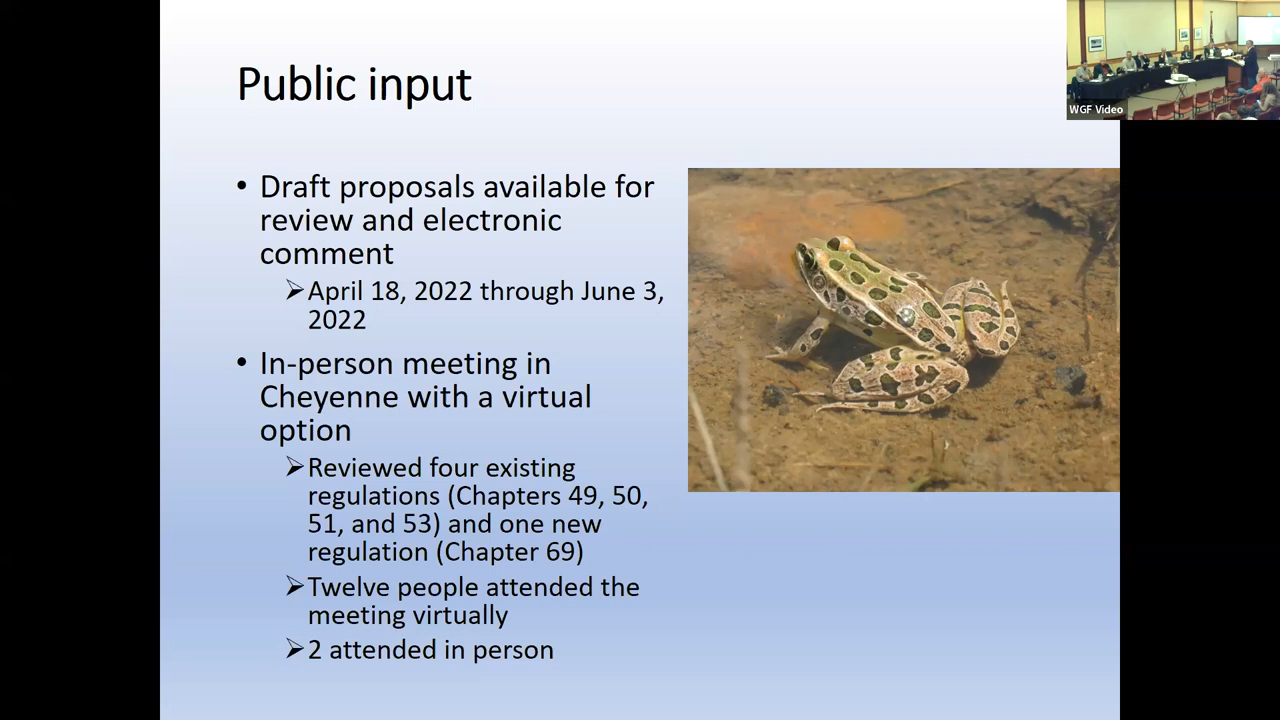 Public input
WGF Video
• Draft proposals available for
review and electronic
comment
➢April 18, 2022 through June 3,
2022
• In-person meeting in
Cheyenne with a virtual
option
➢Reviewed four existing
regulations (Chapters 49, 50,
51, and 53) and one new
regulation (Chapter 69)
➢Twelve people attended the
meeting virtually
➢2 attended in person